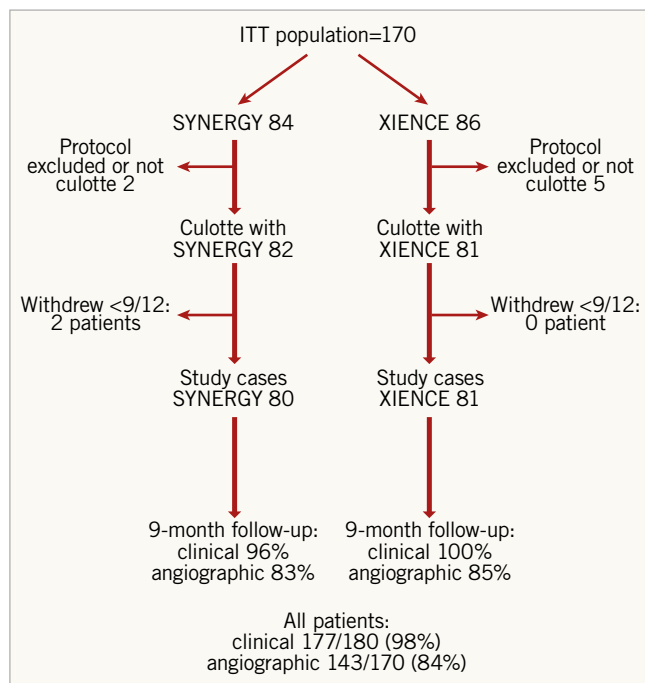 ITT population=170
SYNERGY 84
XIENCE 86
Protocol
excluded or not
culotte 2
Protocol
excluded or not
culotte 5
Culotte with
SYNERGY 82
Culotte with
XIENCE 81
Withdrew <9/12:
2 patients
Withdrew <9/12:
0 patient
Study cases
SYNERGY 80
Study cases
XIENCE 81
9-month follow-up:
clinical 96%
angiographic 83%
9-month follow-up:
clinical 100%
angiographic 85%
All patients:
clinical 177/180 (98%)
angiographic 143/170 (84%)